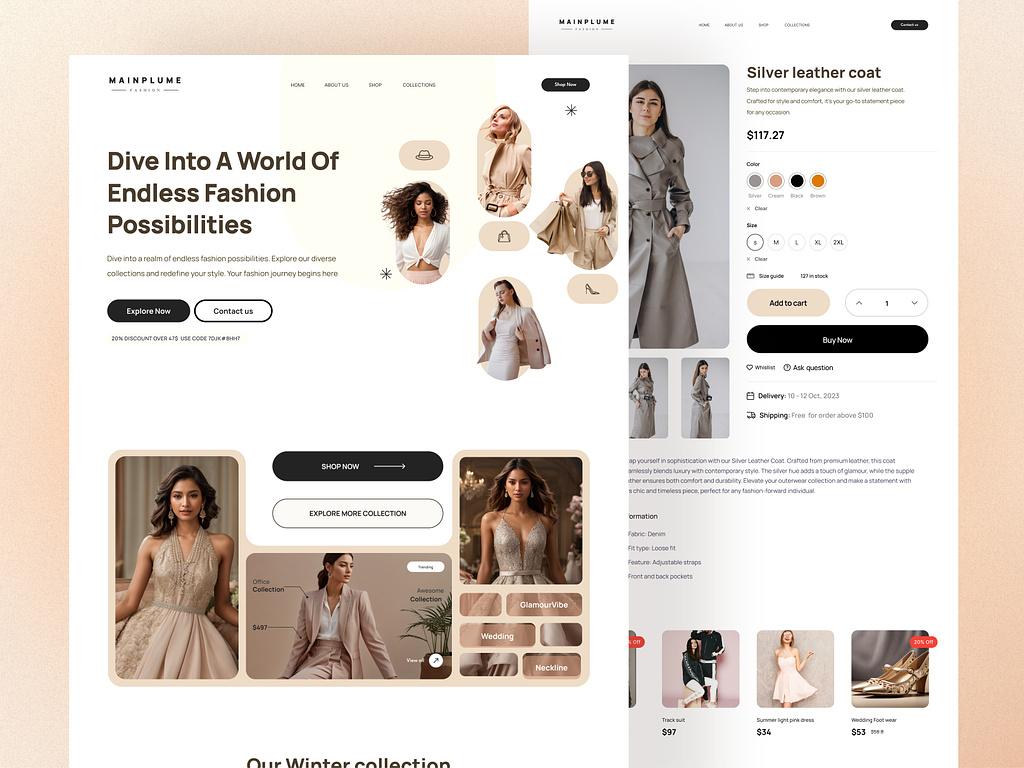 MAINPLUME
FASHION
HOME ABOUT US SHOP COLLECTIONS
Contact us
MAINPLUME
FASHION
HOME ABOUT US SHOP COLLECTIONS
Shop Now
Dive Into A World Of
Endless Fashion
Possibilities
Dive into a realm of endless fashion possibilities. Explore our diverse
collections and redefine your style. Your fashion journey begins here
Explore Now
Contact us
20% DISCOUNT OVER 47$ USE CODE 7DJK#8HH7
SHOP NOW
EXPLORE MORE COLLECTION
Trending
Office
Collection
Awesome
Collection
$497
View all
GlamourVibe
Wedding
Neckline
Our Winter collection
Silver leather coat
Step into contemporary elegance with our silver leather coat.
Crafted for style and comfort, it's your go-to statement piece
for any occasion.
$117.27
Color
Silver Cream Black Brown
× Clear
Size
S M L XL 2XL
× Clear
Size guide 127 in stock
Add to cart
1
Buy Now
Whislist Ask question
Delivery: 10 - 12 Oct, 2023
Shipping: Free for order above $100
ap yourself in sophistication with our Silver Leather Coat. Crafted from premium leather, this coat
amlessly blends luxury with contemporary style. The silver hue adds a touch of glamour, while the supple
ther ensures both comfort and durability. Elevate your outerwear collection and make a statement with
s chic and timeless piece, perfect for any fashion-forward individual.
formation
Fabric: Denim
Fit type: Loose fit
Feature: Adjustable straps
Front and back pockets
% Off
20% Off
Track suit
$97
Summer light pink dress
$34
Wedding Foot wear
$53